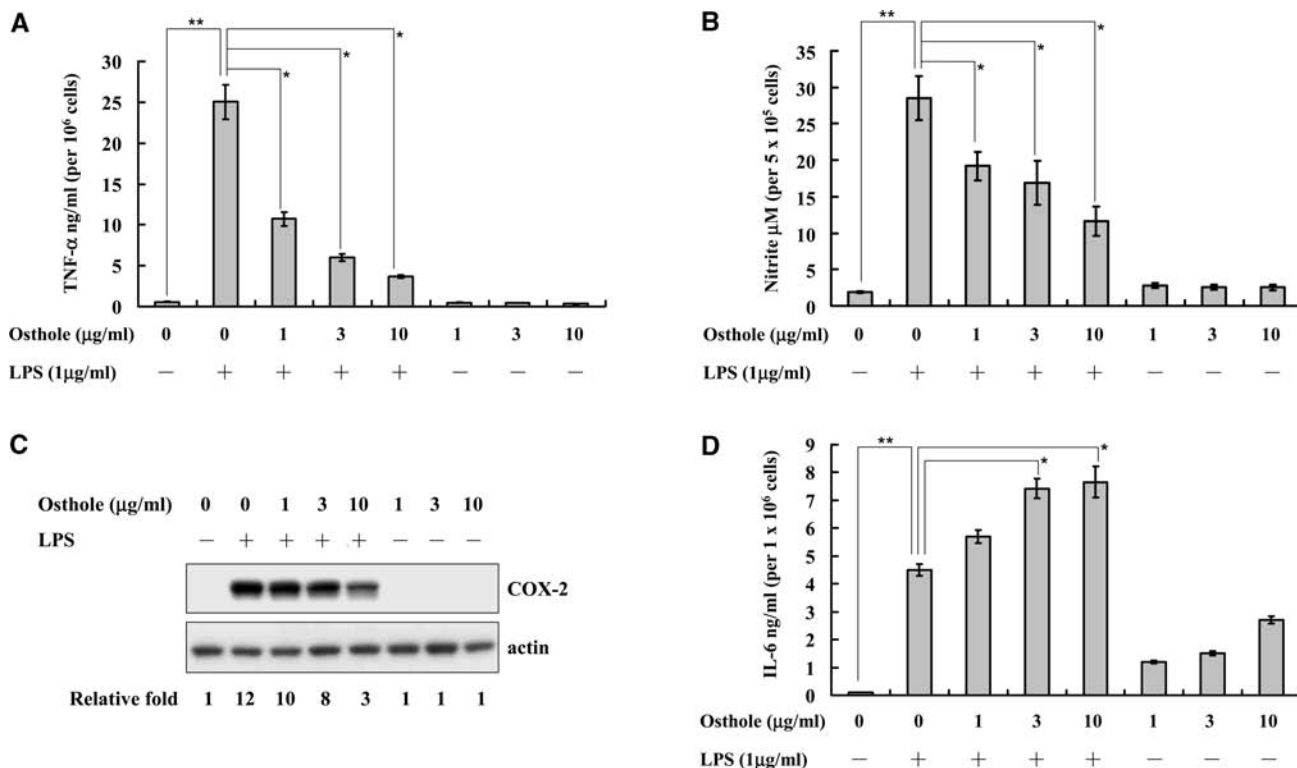 A
** * * *
TNF-α ng/ml (per 10⁶ cells)
30
25
20
15
10
5
0
Osthole (μg/ml) 0 0 1 3 10 1 3 10
LPS (1μg/ml) — + + + + — — —
B
** * * *
Nitrite μM (per 5 x 10⁵ cells)
35
30
25
20
15
10
5
0
Osthole (μg/ml) 0 0 1 3 10 1 3 10
LPS (1μg/ml) — + + + + — — —
C
Osthole (μg/ml) 0 0 1 3 10 1 3 10
LPS — + + + + — — —
COX-2
actin
Relative fold 1 12 10 8 3 1 1 1
D
** * *
IL-6 ng/ml (per 1 x 10⁶ cells)
9
8
7
6
5
4
3
2
1
0
Osthole (μg/ml) 0 0 1 3 10 1 3 10
LPS (1μg/ml) — + + + + — — —